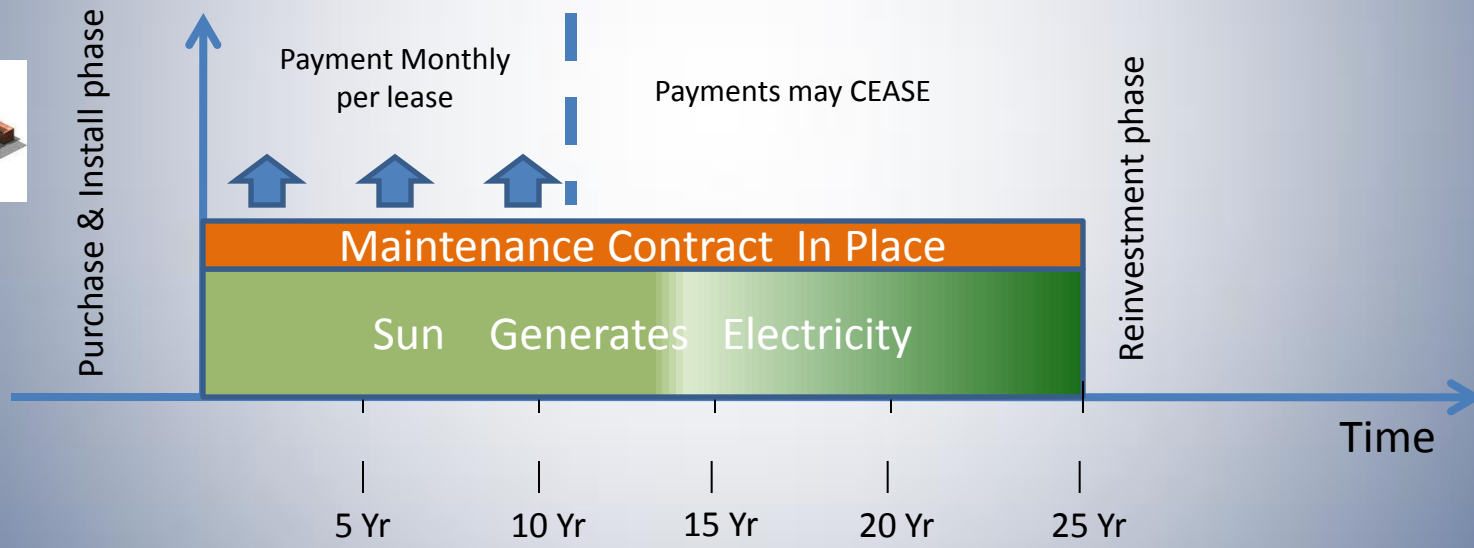 Purchase & Install phase
Payment Monthly
per lease
Payments may CEASE
Reinvestment phase
Maintenance Contract In Place
Sun Generates Electricity
Time
5 Yr
10 Yr
15 Yr
20 Yr
25 Yr